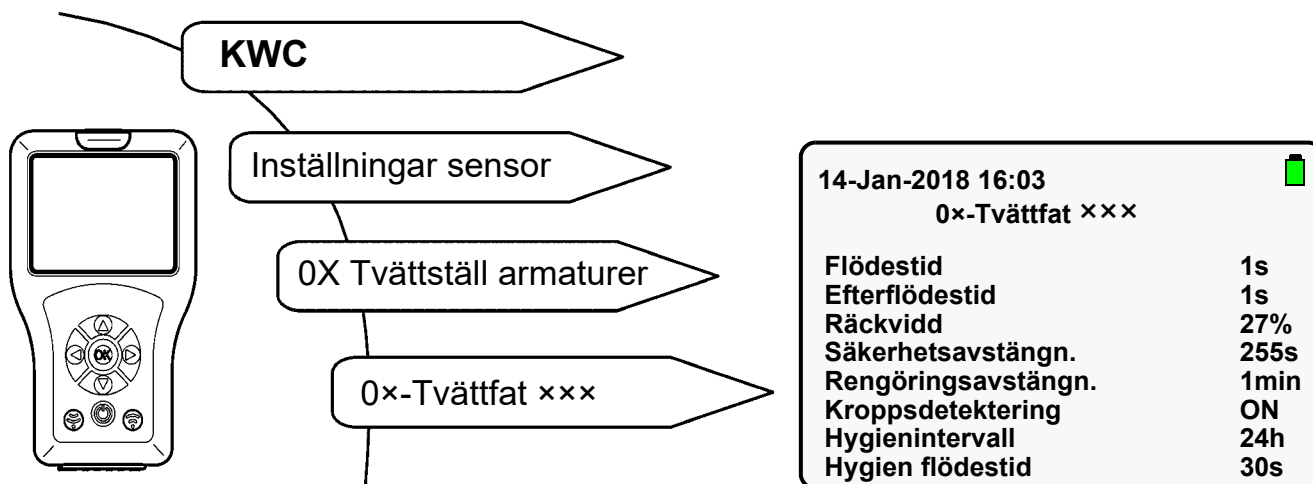 KWC
Inställningar sensor
0X Tvättställ armaturer
0×-Tvättfat ×××
OK
14-Jan-2018 16:03
0×-Tvättfat ×××
Flödestid 1s
Efterflödestid 1s
Räckvidd 27%
Säkerhetsavstängn. 255s
Rengöringsavstängn. 1min
Kroppsdetektering ON
Hygienintervall 24h
Hygien flödestid 30s